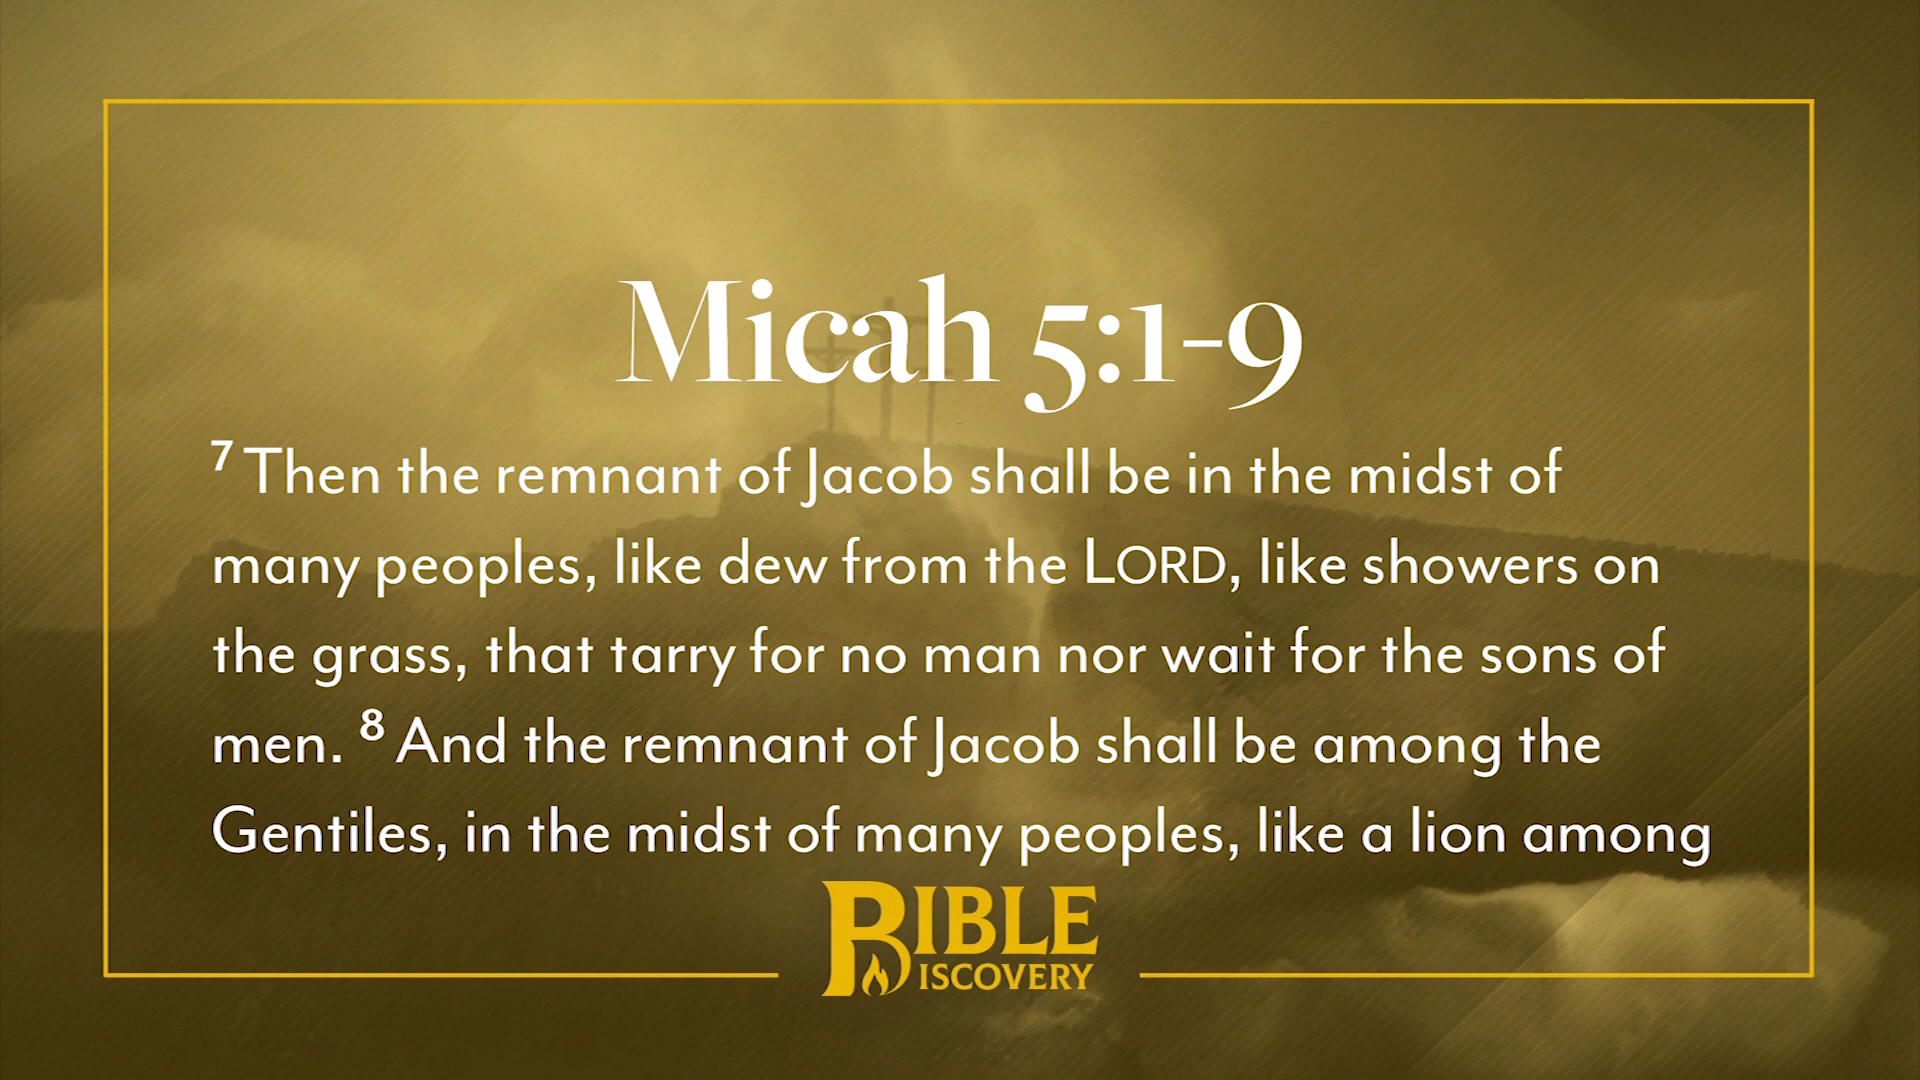 Micah 5:1-9
7 Then the remnant of Jacob shall be in the midst of
many peoples, like dew from the LORD, like showers on
the grass, that tarry for no man nor wait for the sons of
men. 8 And the remnant of Jacob shall be among the
Gentiles, in the midst of many peoples, like a lion among
BIBLE
DISCOVERY